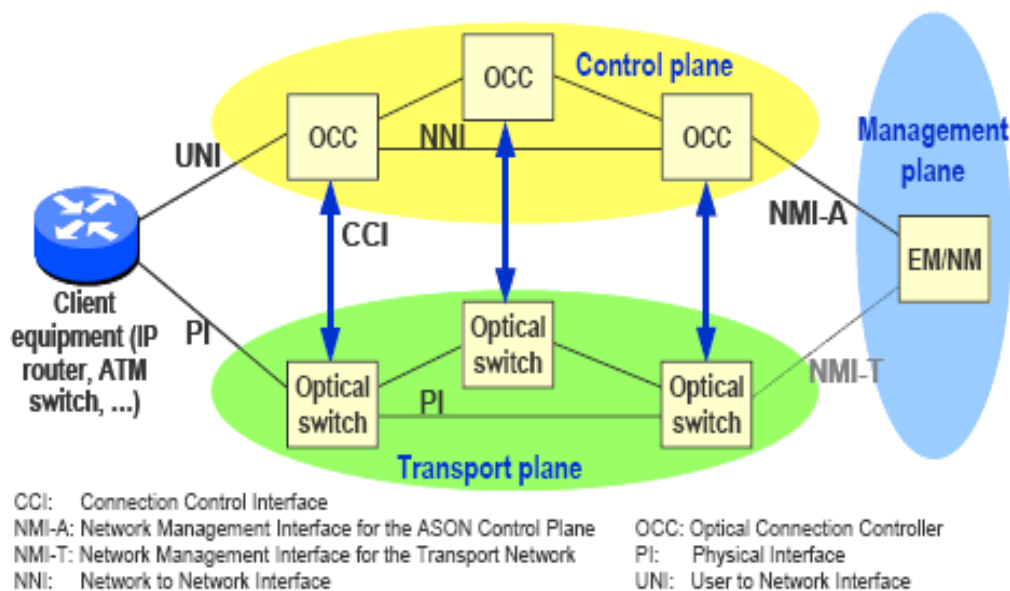 OCC
Control plane
OCC
NNI
OCC
UNI
Management
plane
CCI
NMI-A
EM/NM
Client
equipment (IP
router, ATM
switch, ...)
PI
Optical
switch
Optical
switch
PI
Optical
switch
NMI-T
Transport plane
CCI: Connection Control Interface
NMI-A: Network Management Interface for the ASON Control Plane
NMI-T: Network Management Interface for the Transport Network
NNI: Network to Network Interface
OCC: Optical Connection Controller
PI: Physical Interface
UNI: User to Network Interface